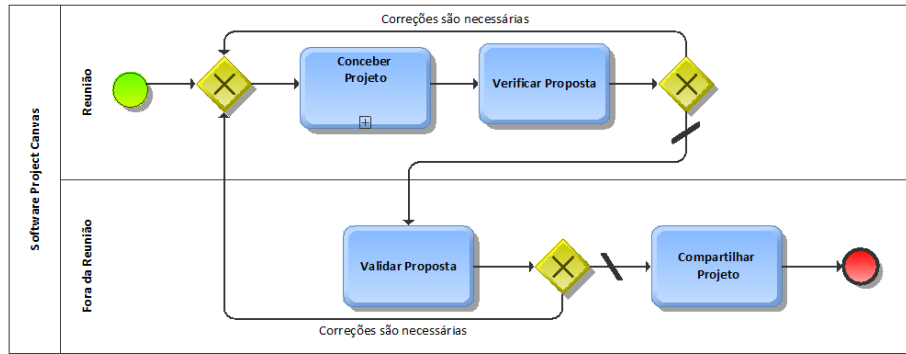 Software Project Canvas
Reunião
Correções são necessárias
Conceber
Projeto
Verificar Proposta
Fora da Reunião
Validar Proposta
Compartilhar
Projeto
Correções são necessárias